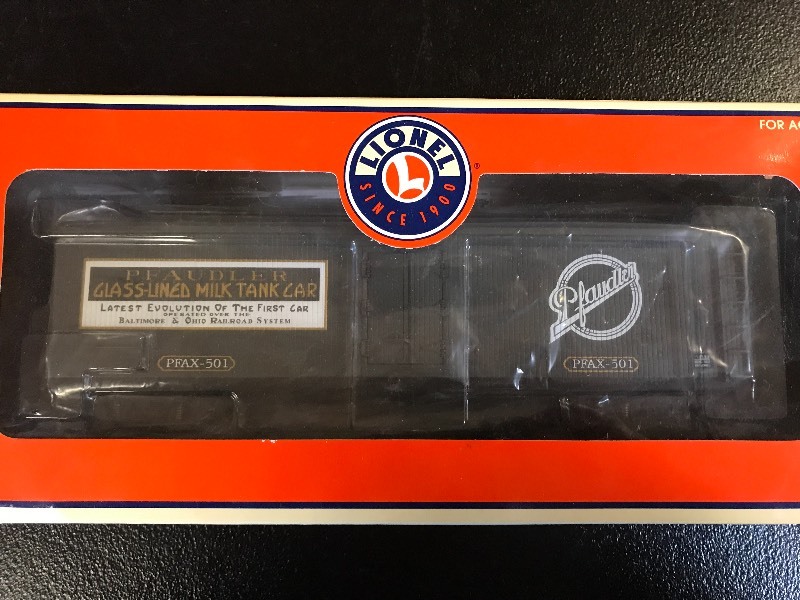 FOR A
LIONEL
L
SINCE 1900
®
PFAUDLER
GLASS-LINED MILK TANK CAR
LATEST EVOLUTION OF THE FIRST CAR
OPERATED OVER THE
BALTIMORE & OHIO RAILROAD SYSTEM
Pfaudler
PFAX-501
PFAX-501